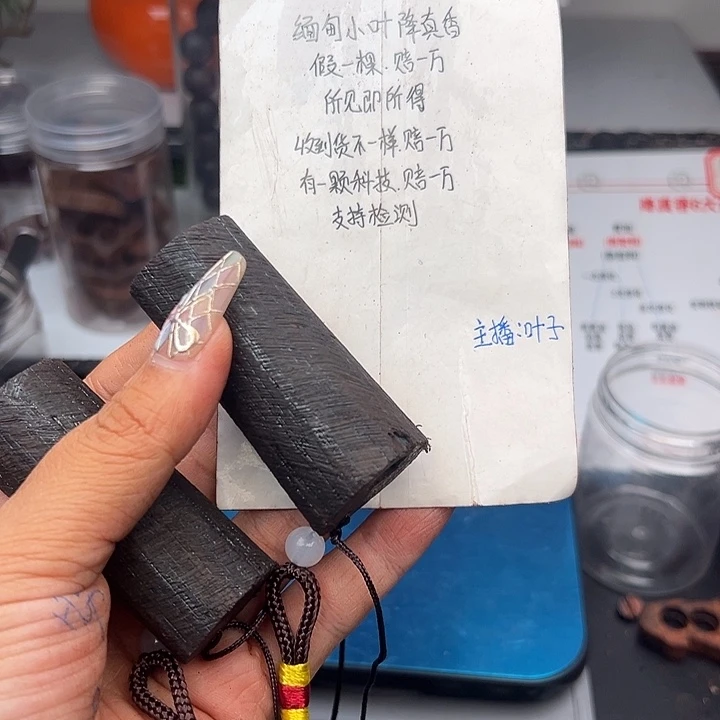 缅甸小叶降真香
假一棵.赔一万
所见即所得
收到货不一样.赔一万
有一颗科技.赔一万
支持检测
主播:叶子